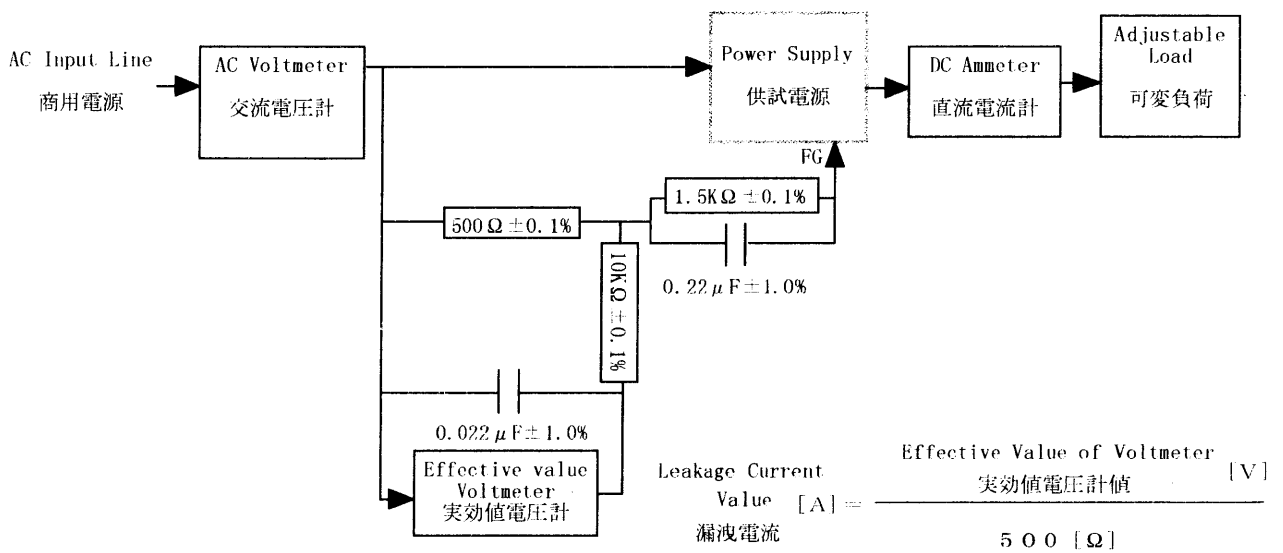 AC Input Line
商用電源
AC Voltmeter
交流電圧計
Power Supply
供試電源
FG
DC Ammeter
直流電流計
Adjustable
Load
可変負荷
500Ω±0.1%
1.5KΩ±0.1%
0.22μF±1.0%
10KΩ±0.1%
0.022μF±1.0%
Effective value
Voltmeter
実効値電圧計
Leakage Current
Value [A]=
漏洩電流
Effective Value of Voltmeter
実効値電圧計値 [V]
500 [Ω]